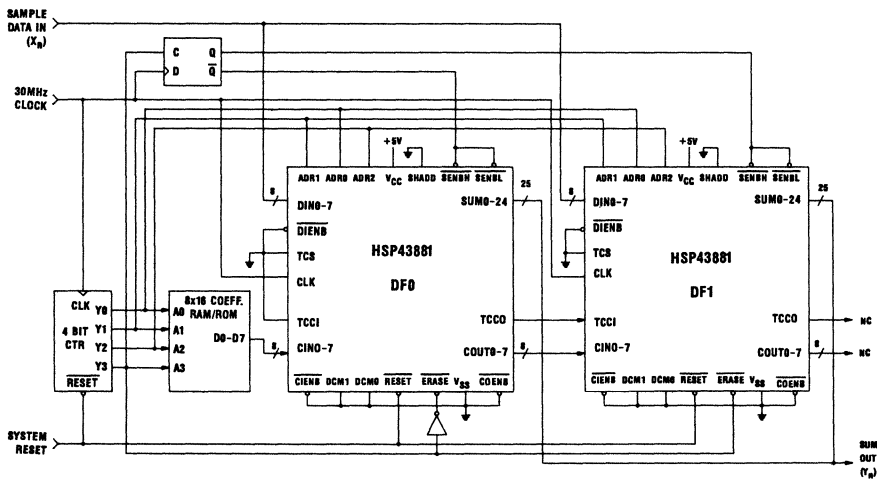 SAMPLE
DATA IN
(Xn)
C Q
D Q
30MHz
CLOCK
+5V
+5V
ADR1 ADR0 ADR2 VCC SHADD SENBH SENBL
ADR1 ADR0 ADR2 VCC SHADD SENBH SENBL
8
DIN0-7
SUM0-24
25
8
DIN0-7
SUM0-24
25
DIENB
TCS
CLK
HSP43881
DF0
DIENB
TCS
CLK
HSP43881
DF1
CLK
4 BIT
CTR
Y0
Y1
Y2
Y3
RESET
8x16 COEFF.
RAM/ROM
A0
A1
A2
A3
D0-D7
8
TCCI
CIN0-7
TCCO
COUT0-7
8
TCCI
CIN0-7
TCCO
COUT0-7
8
NC
NC
CIENB DCM1 DCM0 RESET ERASE VSS COENB
CIENB DCM1 DCM0 RESET ERASE VSS COENB
SYSTEM
RESET
SUM
OUT
(Yn)